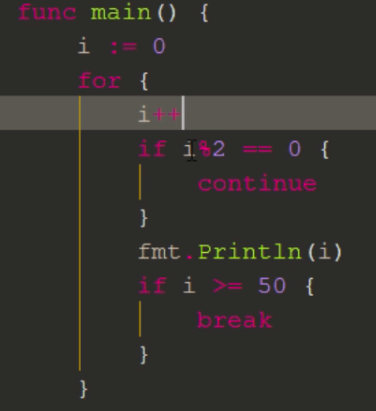 func main() {
    i := 0
    for {
        i++
        if i%2 == 0 {
            continue
        }
        fmt.Println(i)
        if i >= 50 {
            break
        }
    }